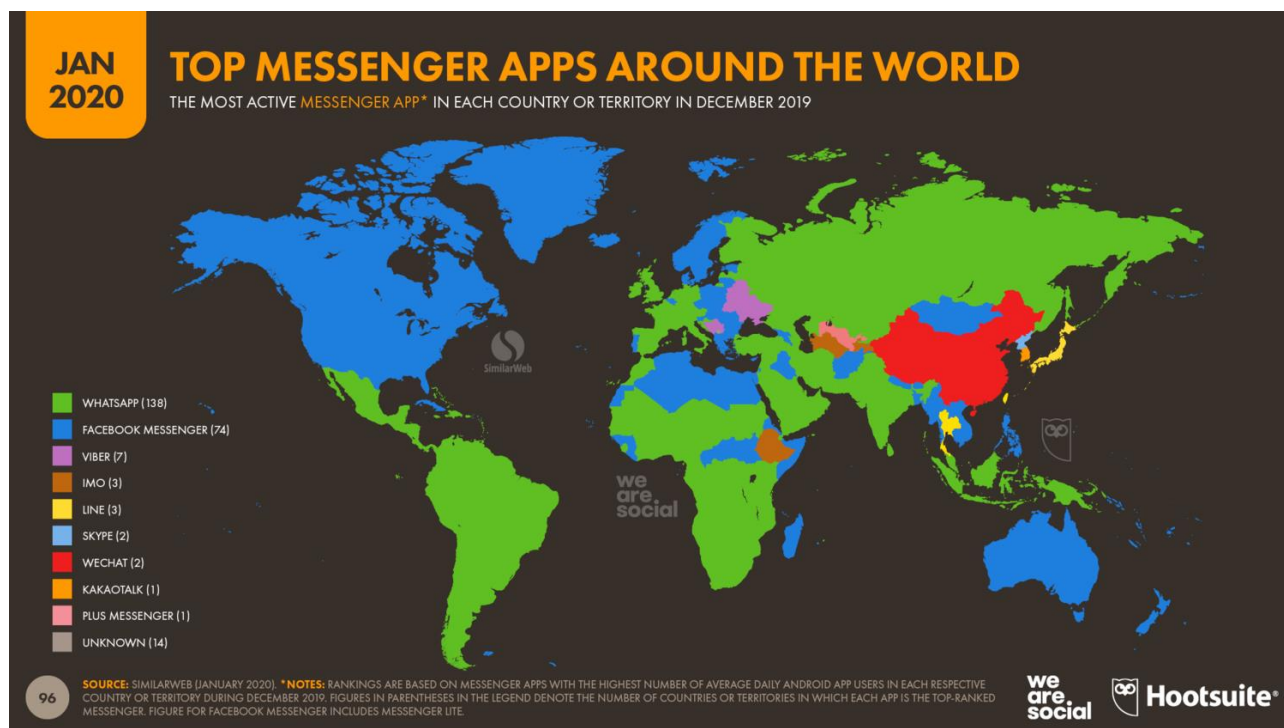 JAN
2020
TOP MESSENGER APPS AROUND THE WORLD
THE MOST ACTIVE MESSENGER APP* IN EACH COUNTRY OR TERRITORY IN DECEMBER 2019
SimilarWeb
WHATSAPP (138)
FACEBOOK MESSENGER (74)
VIBER (7)
IMO (3)
LINE (3)
SKYPE (2)
WECHAT (2)
KAKAOTALK (1)
PLUS MESSENGER (1)
UNKNOWN (14)
we
are
social
96
SOURCE: SIMILARWEB (JANUARY 2020). *NOTES: RANKINGS ARE BASED ON MESSENGER APPS WITH THE HIGHEST NUMBER OF AVERAGE DAILY ANDROID APP USERS IN EACH RESPECTIVE
COUNTRY OR TERRITORY DURING DECEMBER 2019. FIGURES IN PARENTHESES IN THE LEGEND DENOTE THE NUMBER OF COUNTRIES OR TERRITORIES IN WHICH EACH APP IS THE TOP-RANKED
MESSENGER. FIGURE FOR FACEBOOK MESSENGER INCLUDES MESSENGER LITE.
we
are
social
Hootsuite®